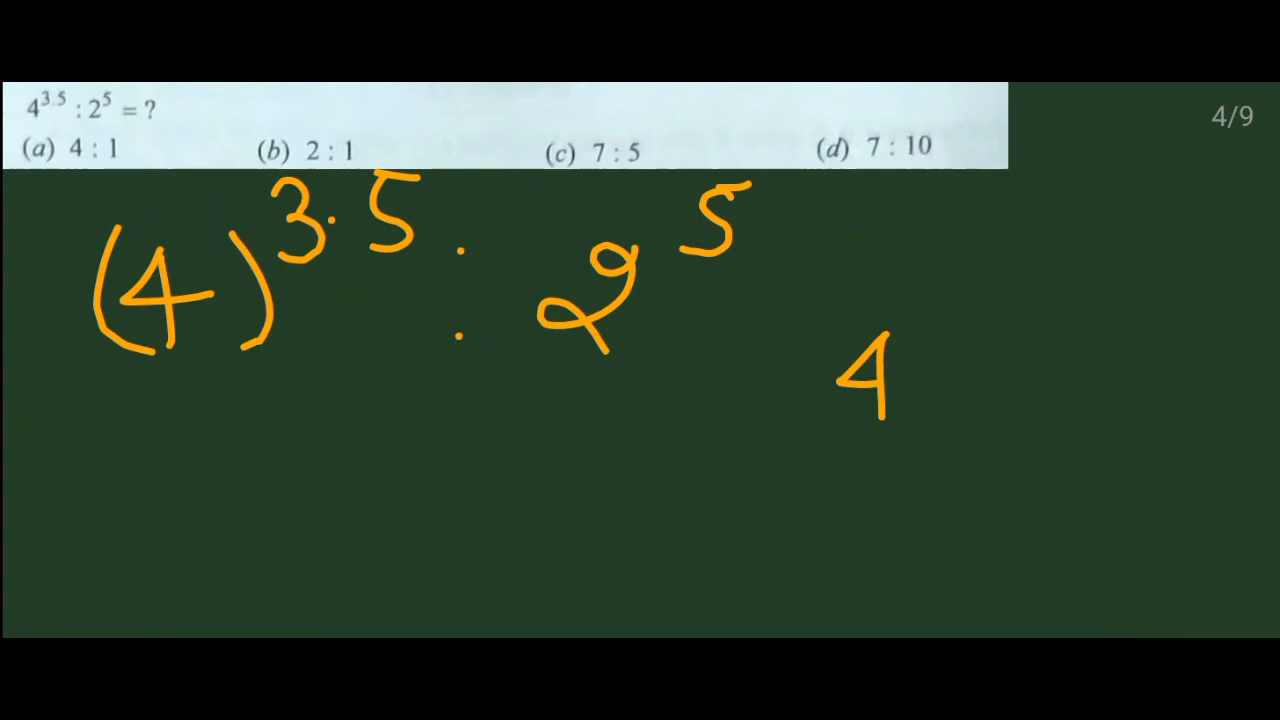 4^3.5 : 2^5 = ?
4/9
(a) 4 : 1 (b) 2 : 1 (c) 7 : 5 (d) 7 : 10
(4)^3.5 : 2^5
4